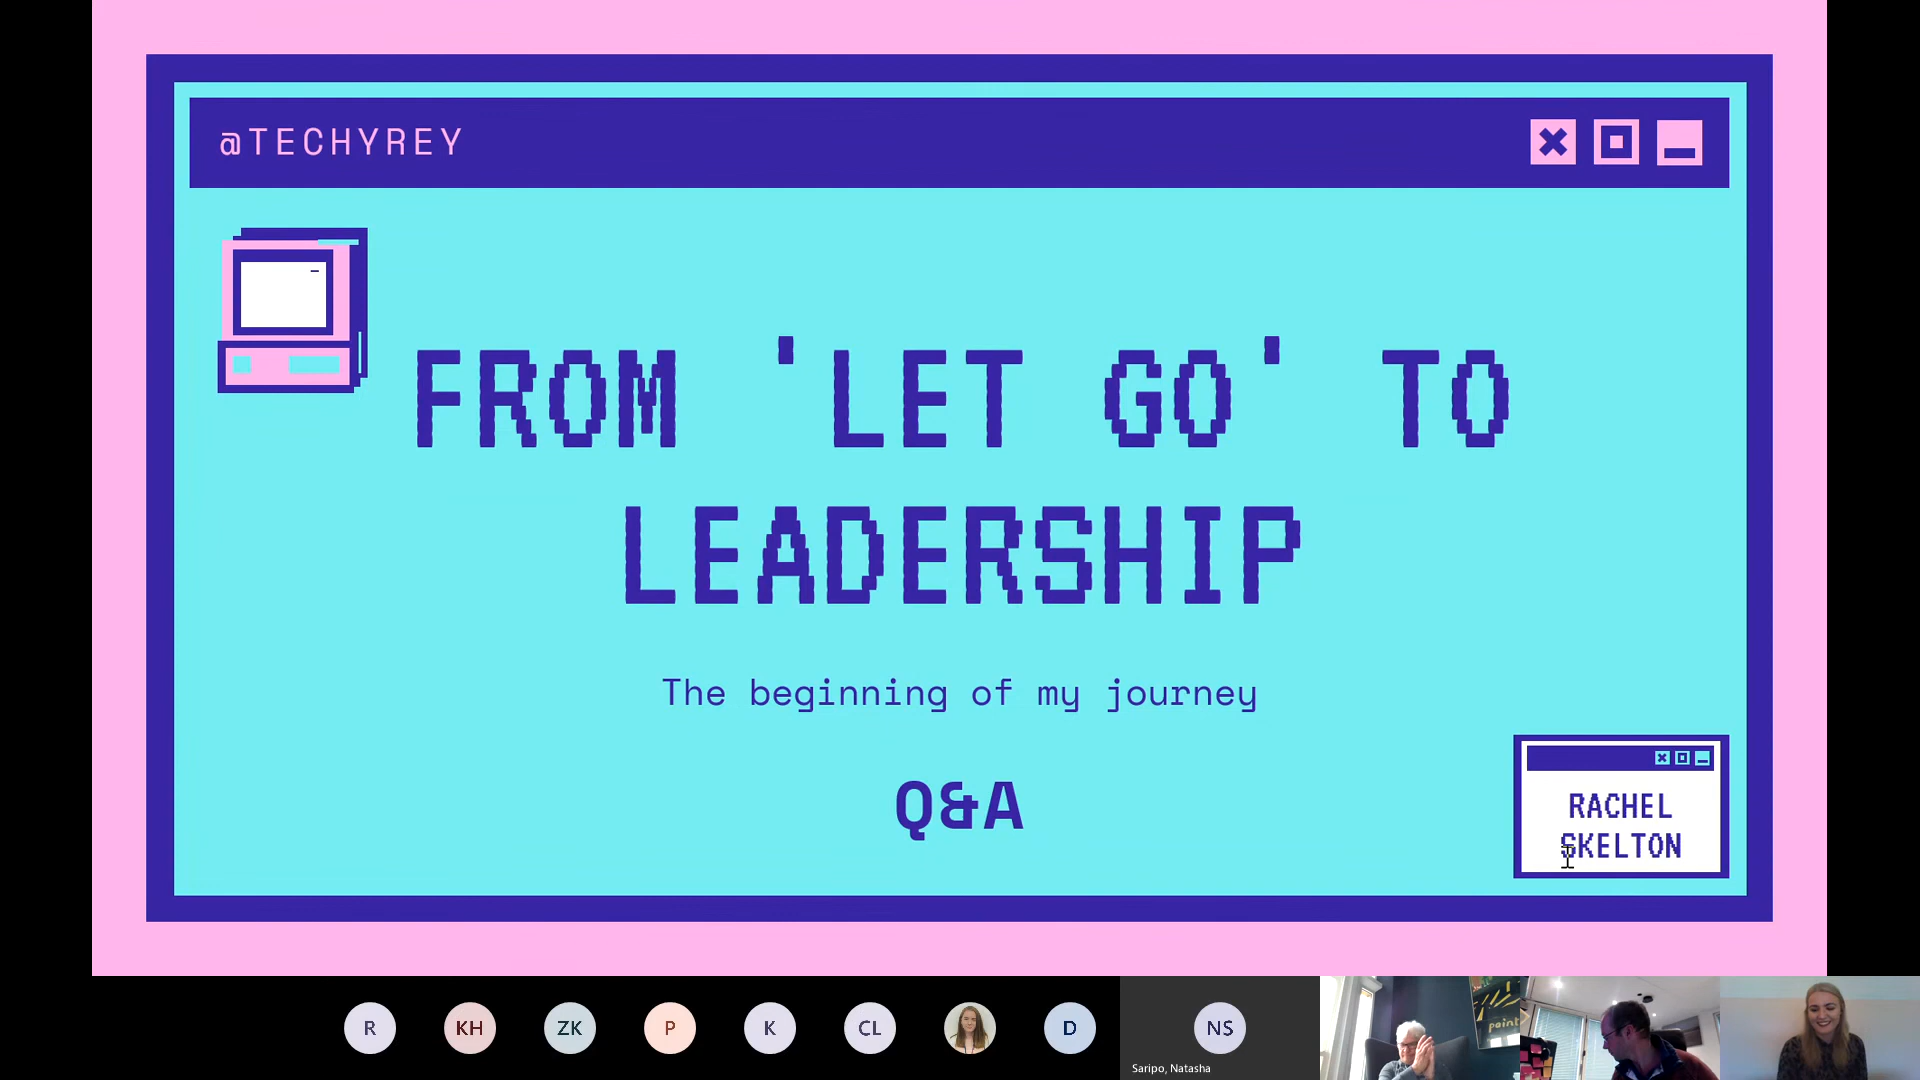 @TECHYREY
FROM 'LET GO' TO
LEADERSHIP
The beginning of my journey
Q&A
RACHEL
SKELTON
R
KH
ZK
P
K
CL
D
NS
Saripo, Natasha
point